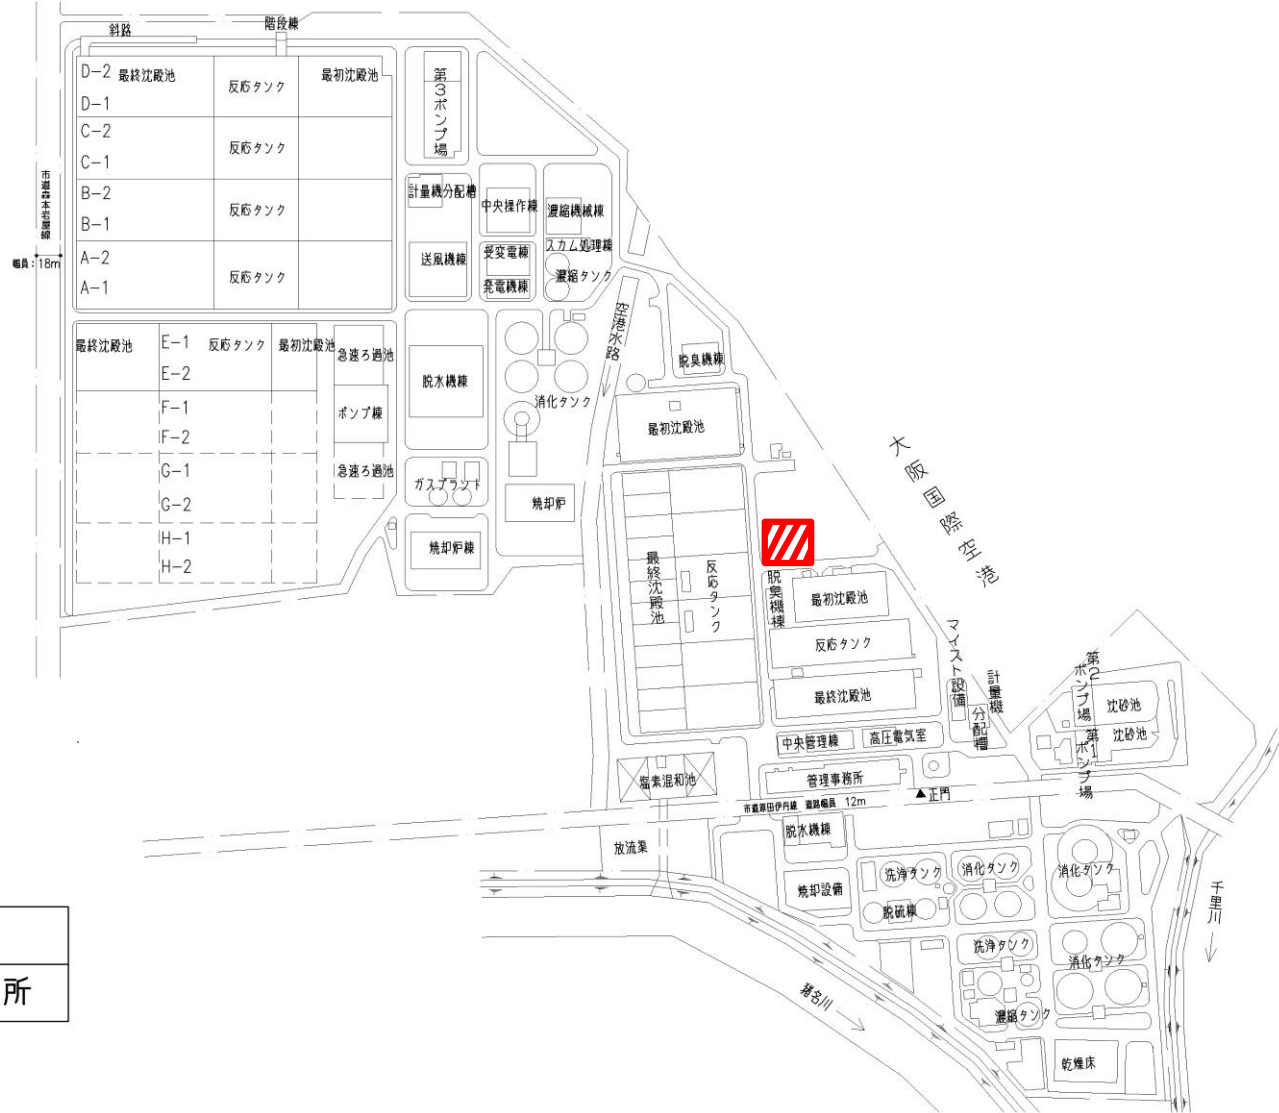 斜路
階段棟
D-2
最終沈殿池
反応タンク
最初沈殿池
D-1
C-2
反応タンク
C-1
B-2
反応タンク
B-1
A-2
反応タンク
A-1
市道森本岩屋線
幅員：18m
第3ポンプ場
計量機分配槽
中央操作棟
濃縮機械棟
送風機棟
受変電棟
スカム処理棟
発電機棟
濃縮タンク
空港水路
最終沈殿池
E-1
反応タンク
最初沈殿池
急速ろ過池
E-2
F-1
ポンプ棟
F-2
G-1
急速ろ過池
G-2
H-1
H-2
脱水機棟
消化タンク
脱臭機棟
最初沈殿池
ガスプラント
焼却炉
焼却炉棟
大阪国際空港
最終沈殿池
反応タンク
脱臭機棟
最初沈殿池
反応タンク
最終沈殿池
マイスト設備
計量機
分配槽
第2ポンプ場
沈砂池
第1ポンプ場
沈砂池
中央管理棟
高圧電気室
塩素混和池
管理事務所
市道原田伊丹線 道路幅員 12m
▲正門
放流渠
脱水機棟
焼却設備
洗浄タンク
消化タンク
消化タンク
脱硫棟
千里川
洗浄タンク
消化タンク
猪名川
濃縮タンク
乾燥床
所